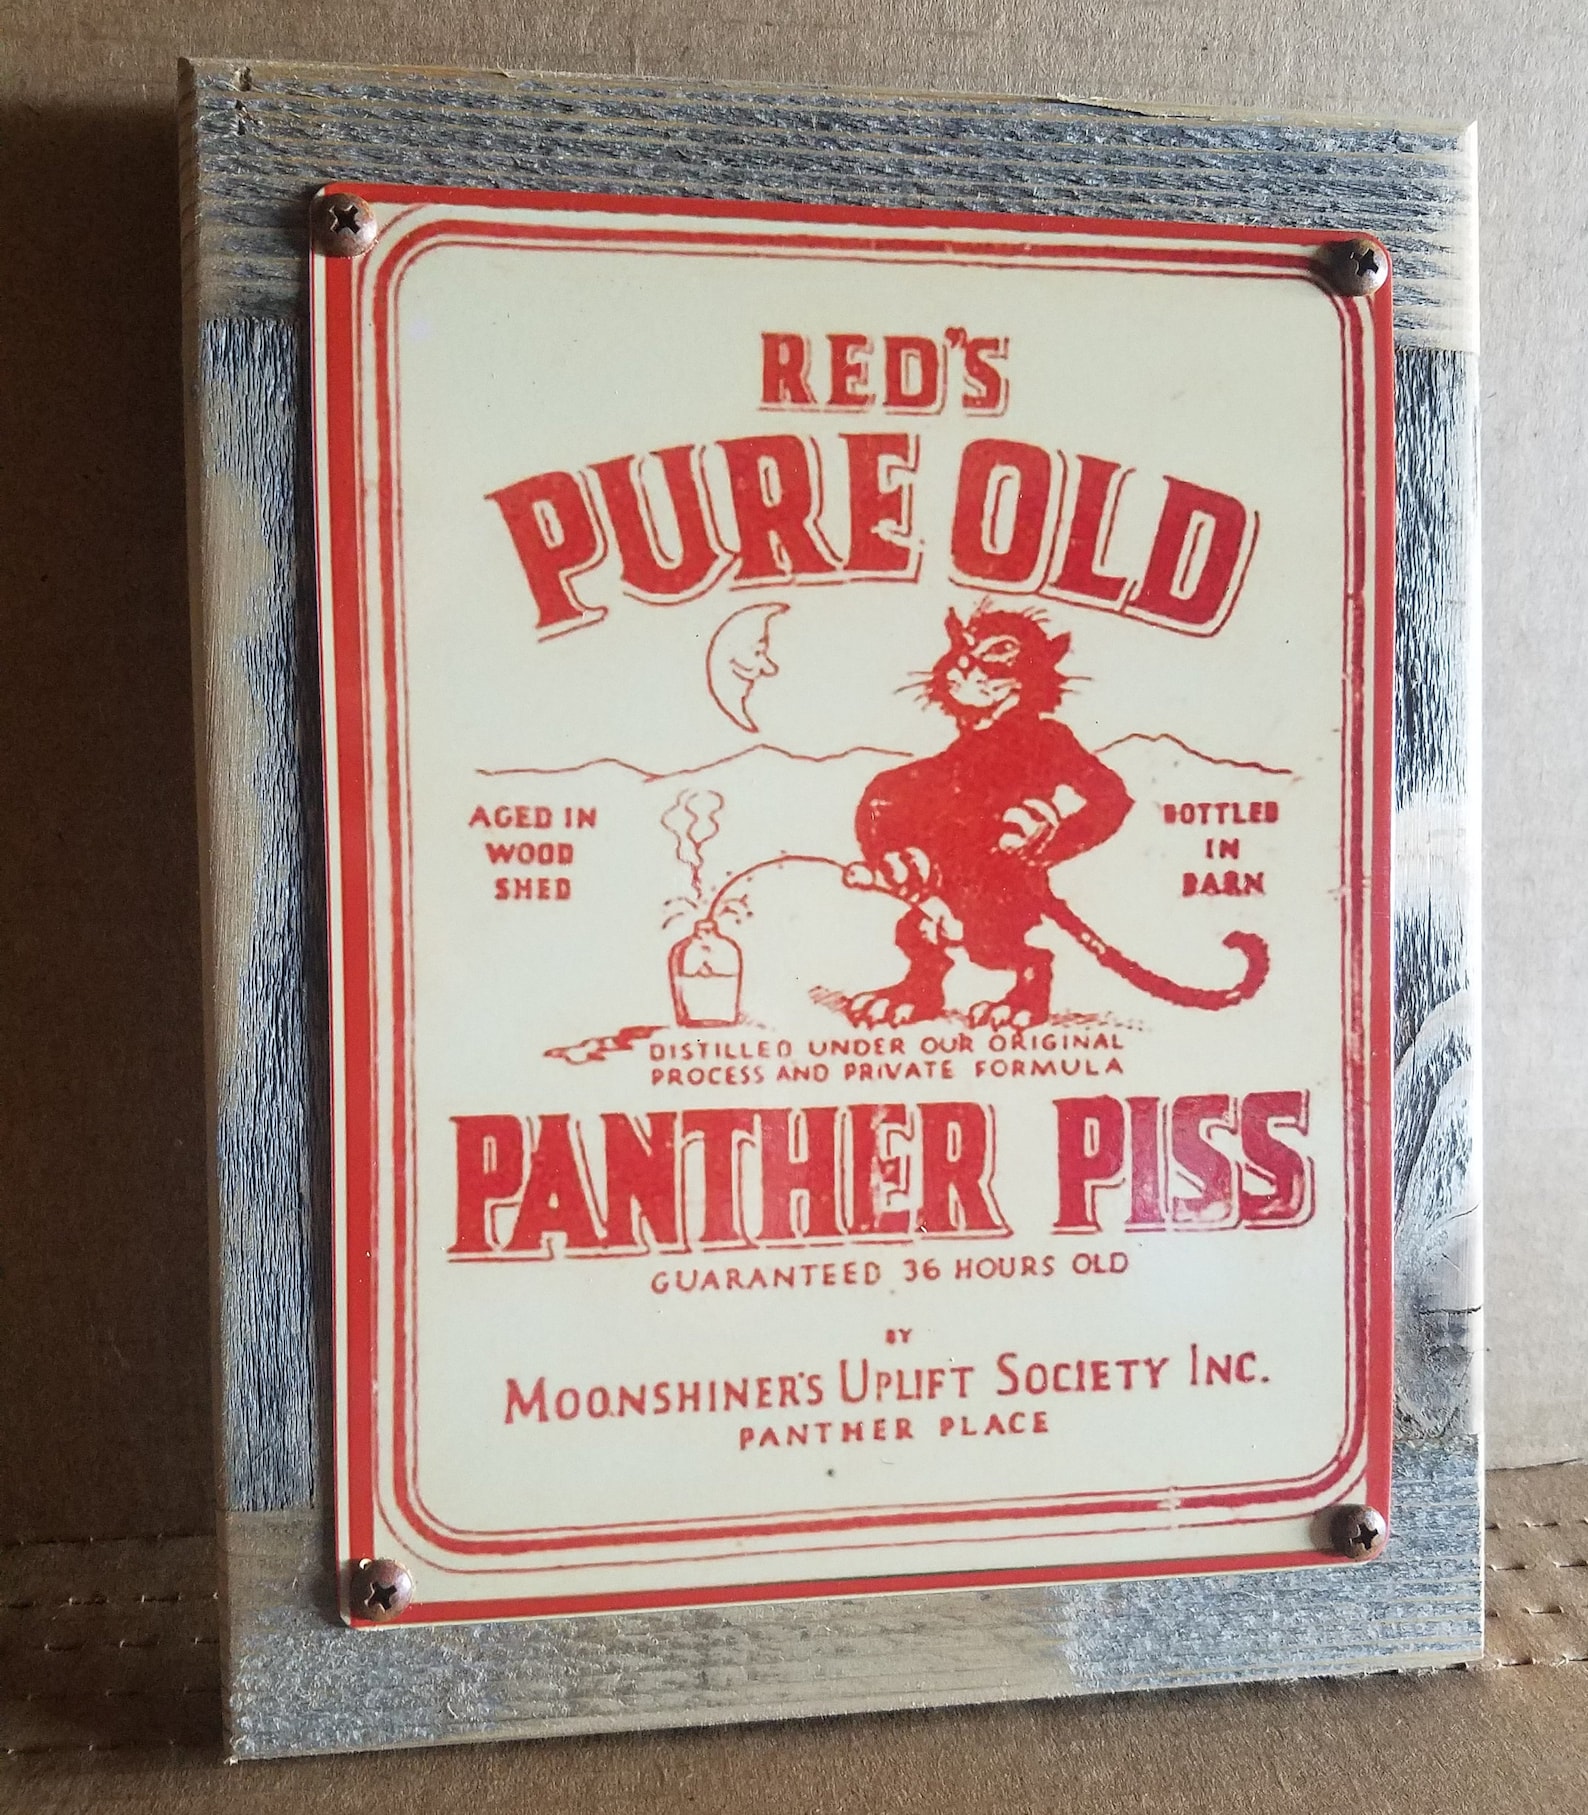 RED'S
PURE OLD
AGED IN
WOOD
SHED
BOTTLED
IN
BARN
DISTILLED UNDER OUR ORIGINAL
PROCESS AND PRIVATE FORMULA
PANTHER PISS
GUARANTEED 36 HOURS OLD
BY
MOONSHINER'S UPLIFT SOCIETY INC.
PANTHER PLACE